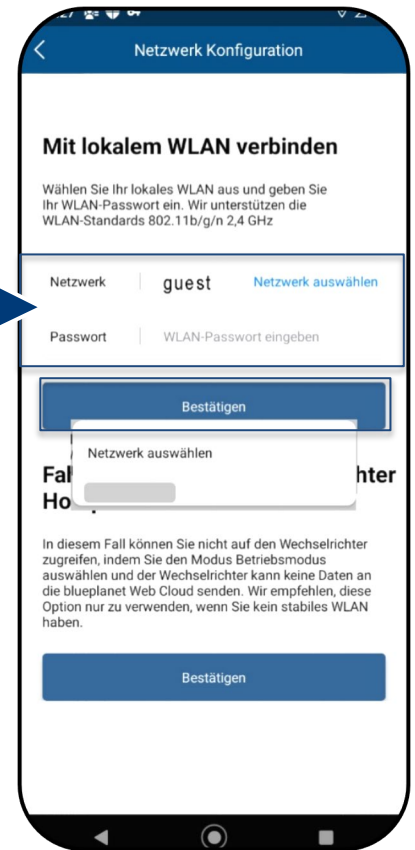 Netzwerk Konfiguration
Mit lokalem WLAN verbinden
Wählen Sie Ihr lokales WLAN aus und geben Sie
Ihr WLAN-Passwort ein. Wir unterstützen die
WLAN-Standards 802.11b/g/n 2,4 GHz
Netzwerk guest Netzwerk auswählen
Passwort WLAN-Passwort eingeben
Bestätigen
Netzwerk auswählen
In diesem Fall können Sie nicht auf den Wechselrichter
zugreifen, indem Sie den Modus Betriebsmodus
auswählen und der Wechselrichter kann keine Daten an
die blueplanet Web Cloud senden. Wir empfehlen, diese
Option nur zu verwenden, wenn Sie kein stabiles WLAN
haben.
Bestätigen